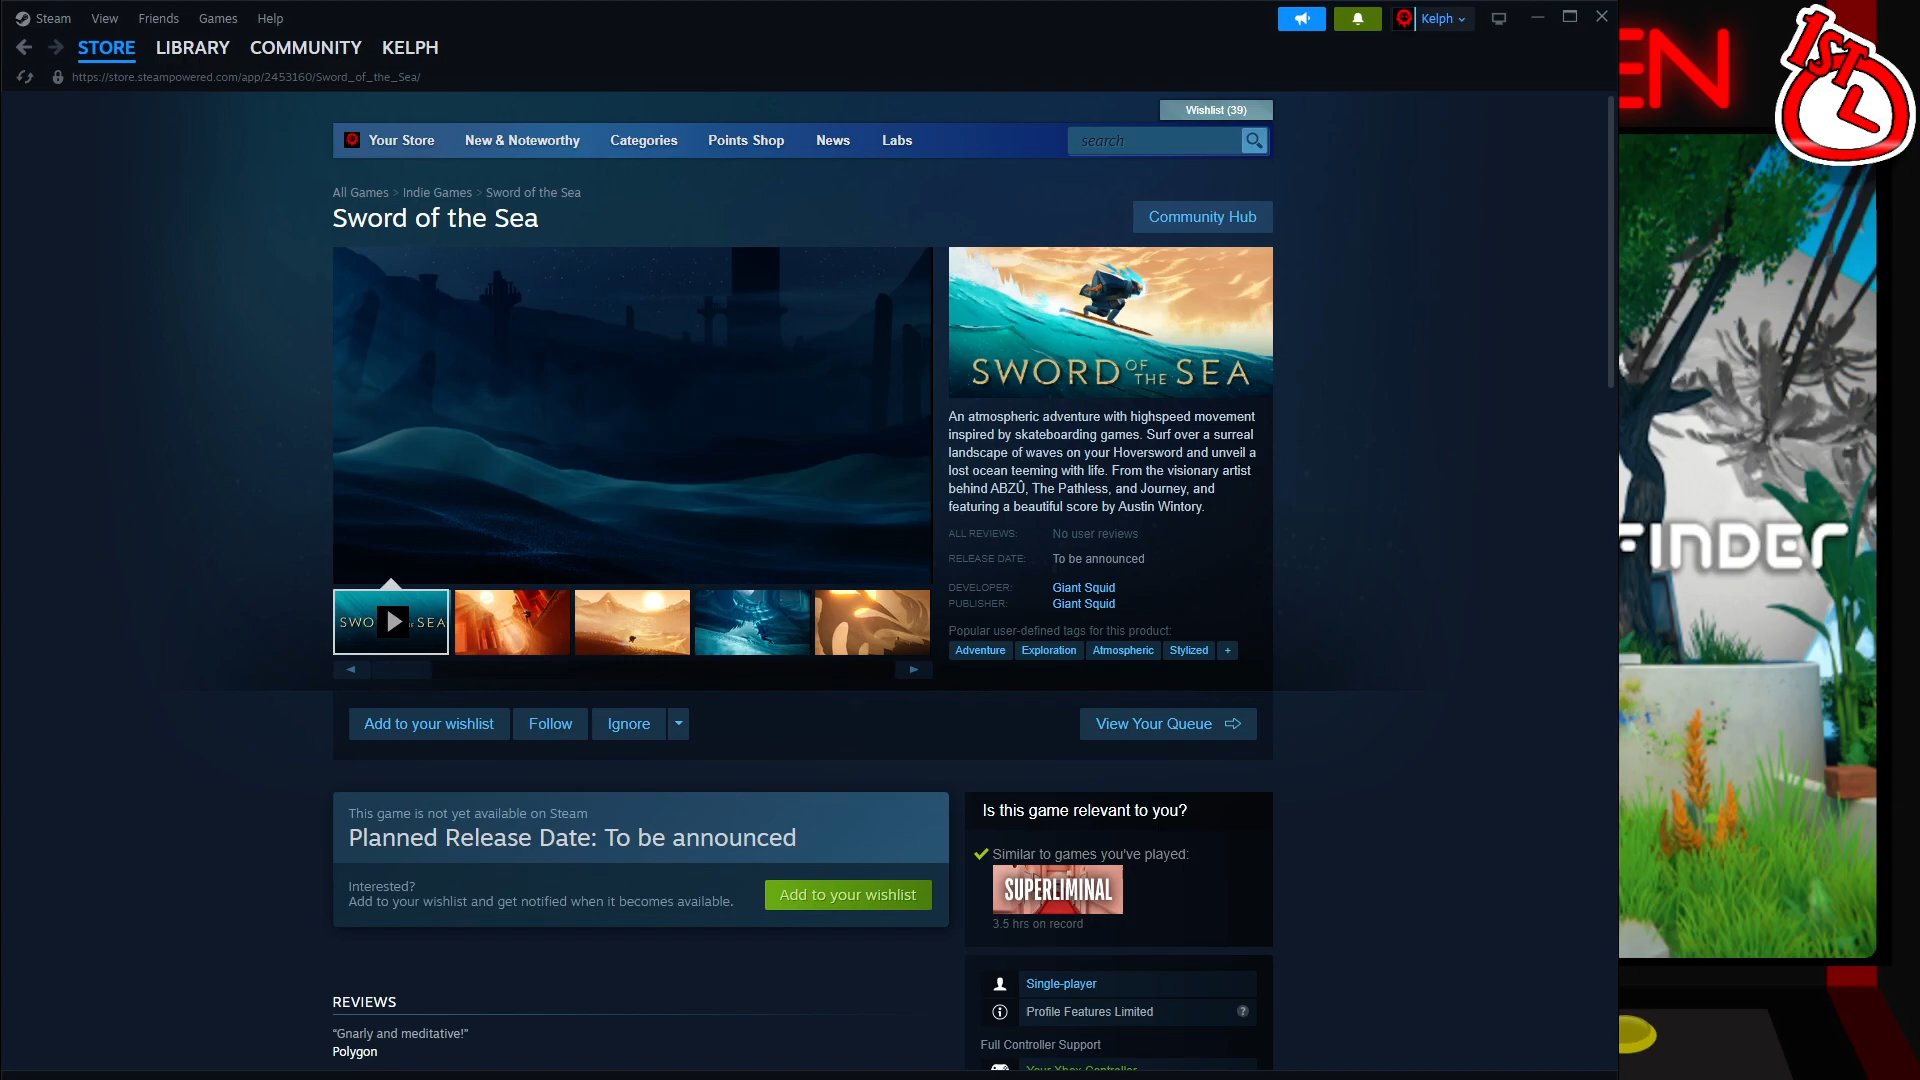 Steam View Friends Games Help
Kelph
STORE LIBRARY COMMUNITY KELPH
https://store.steampowered.com/app/2453160/Sword_of_the_Sea/
Wishlist (39)
Your Store New & Noteworthy Categories Points Shop News Labs
search
All Games > Indie Games > Sword of the Sea
Sword of the Sea
Community Hub
SWORD OF THE SEA
An atmospheric adventure with highspeed movement
inspired by skateboarding games. Surf over a surreal
landscape of waves on your Hoversword and unveil a
lost ocean teeming with life. From the visionary artist
behind ABZÛ, The Pathless, and Journey, and
featuring a beautiful score by Austin Wintory.
ALL REVIEWS: No user reviews
RELEASE DATE: To be announced
DEVELOPER: Giant Squid
PUBLISHER: Giant Squid
Popular user-defined tags for this product:
Adventure Exploration Atmospheric Stylized +
SWO SEA
Add to your wishlist Follow Ignore
View Your Queue
This game is not yet available on Steam
Planned Release Date: To be announced
Interested?
Add to your wishlist and get notified when it becomes available.
Add to your wishlist
Is this game relevant to you?
Similar to games you've played:
SUPERLIMINAL
3.5 hrs on record
Single-player
Profile Features Limited ?
Full Controller Support
Your Xbox Controller
REVIEWS
“Gnarly and meditative!”
Polygon
EN
1ST
L
FINDER